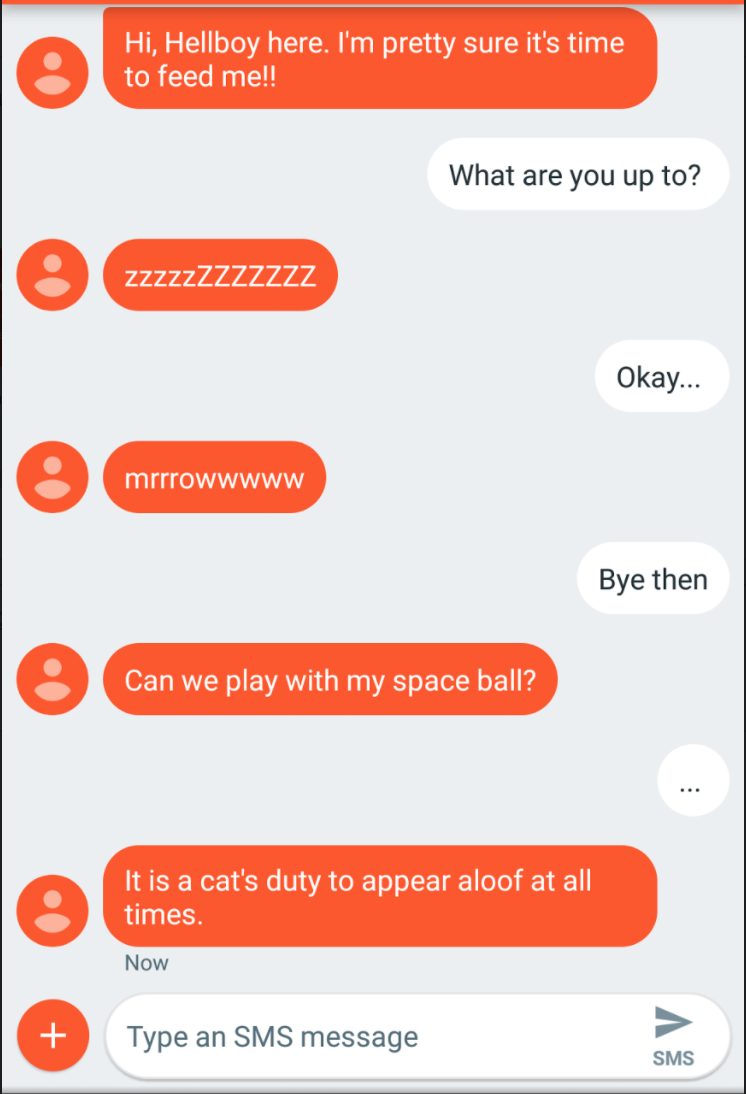 Hi, Hellboy here. I'm pretty sure it's time
to feed me!!
What are you up to?
zzzzzZZZZZZZ
Okay...
mrrrowwwww
Bye then
Can we play with my space ball?
...
It is a cat's duty to appear aloof at all
times.
Now
+
Type an SMS message
SMS